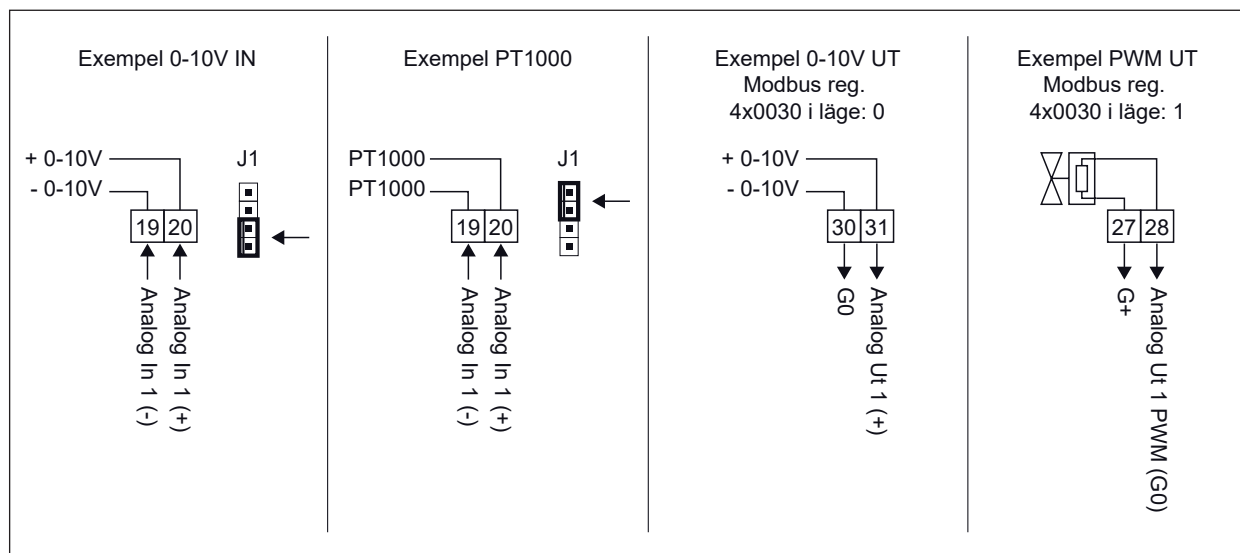 Exempel 0-10V IN
+ 0-10V
- 0-10V
J1
19 20
Analog In 1 (-)
Analog In 1 (+)
Exempel PT1000
PT1000
PT1000
J1
19 20
Analog In 1 (-)
Analog In 1 (+)
Exempel 0-10V UT
Modbus reg.
4x0030 i läge: 0
+ 0-10V
- 0-10V
30 31
G0
Analog Ut 1 (+)
Exempel PWM UT
Modbus reg.
4x0030 i läge: 1
27 28
G+
Analog Ut 1 PWM (G0)